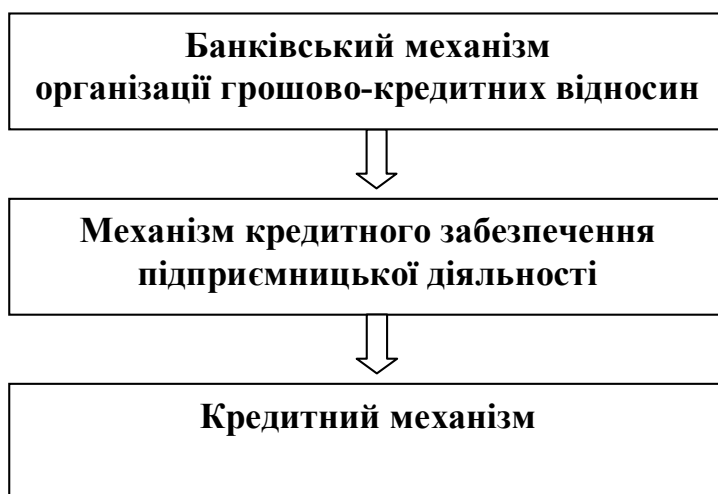 Банківський механізм
організації грошово-кредитних відносин
Механізм кредитного забезпечення
підприємницької діяльності
Кредитний механізм